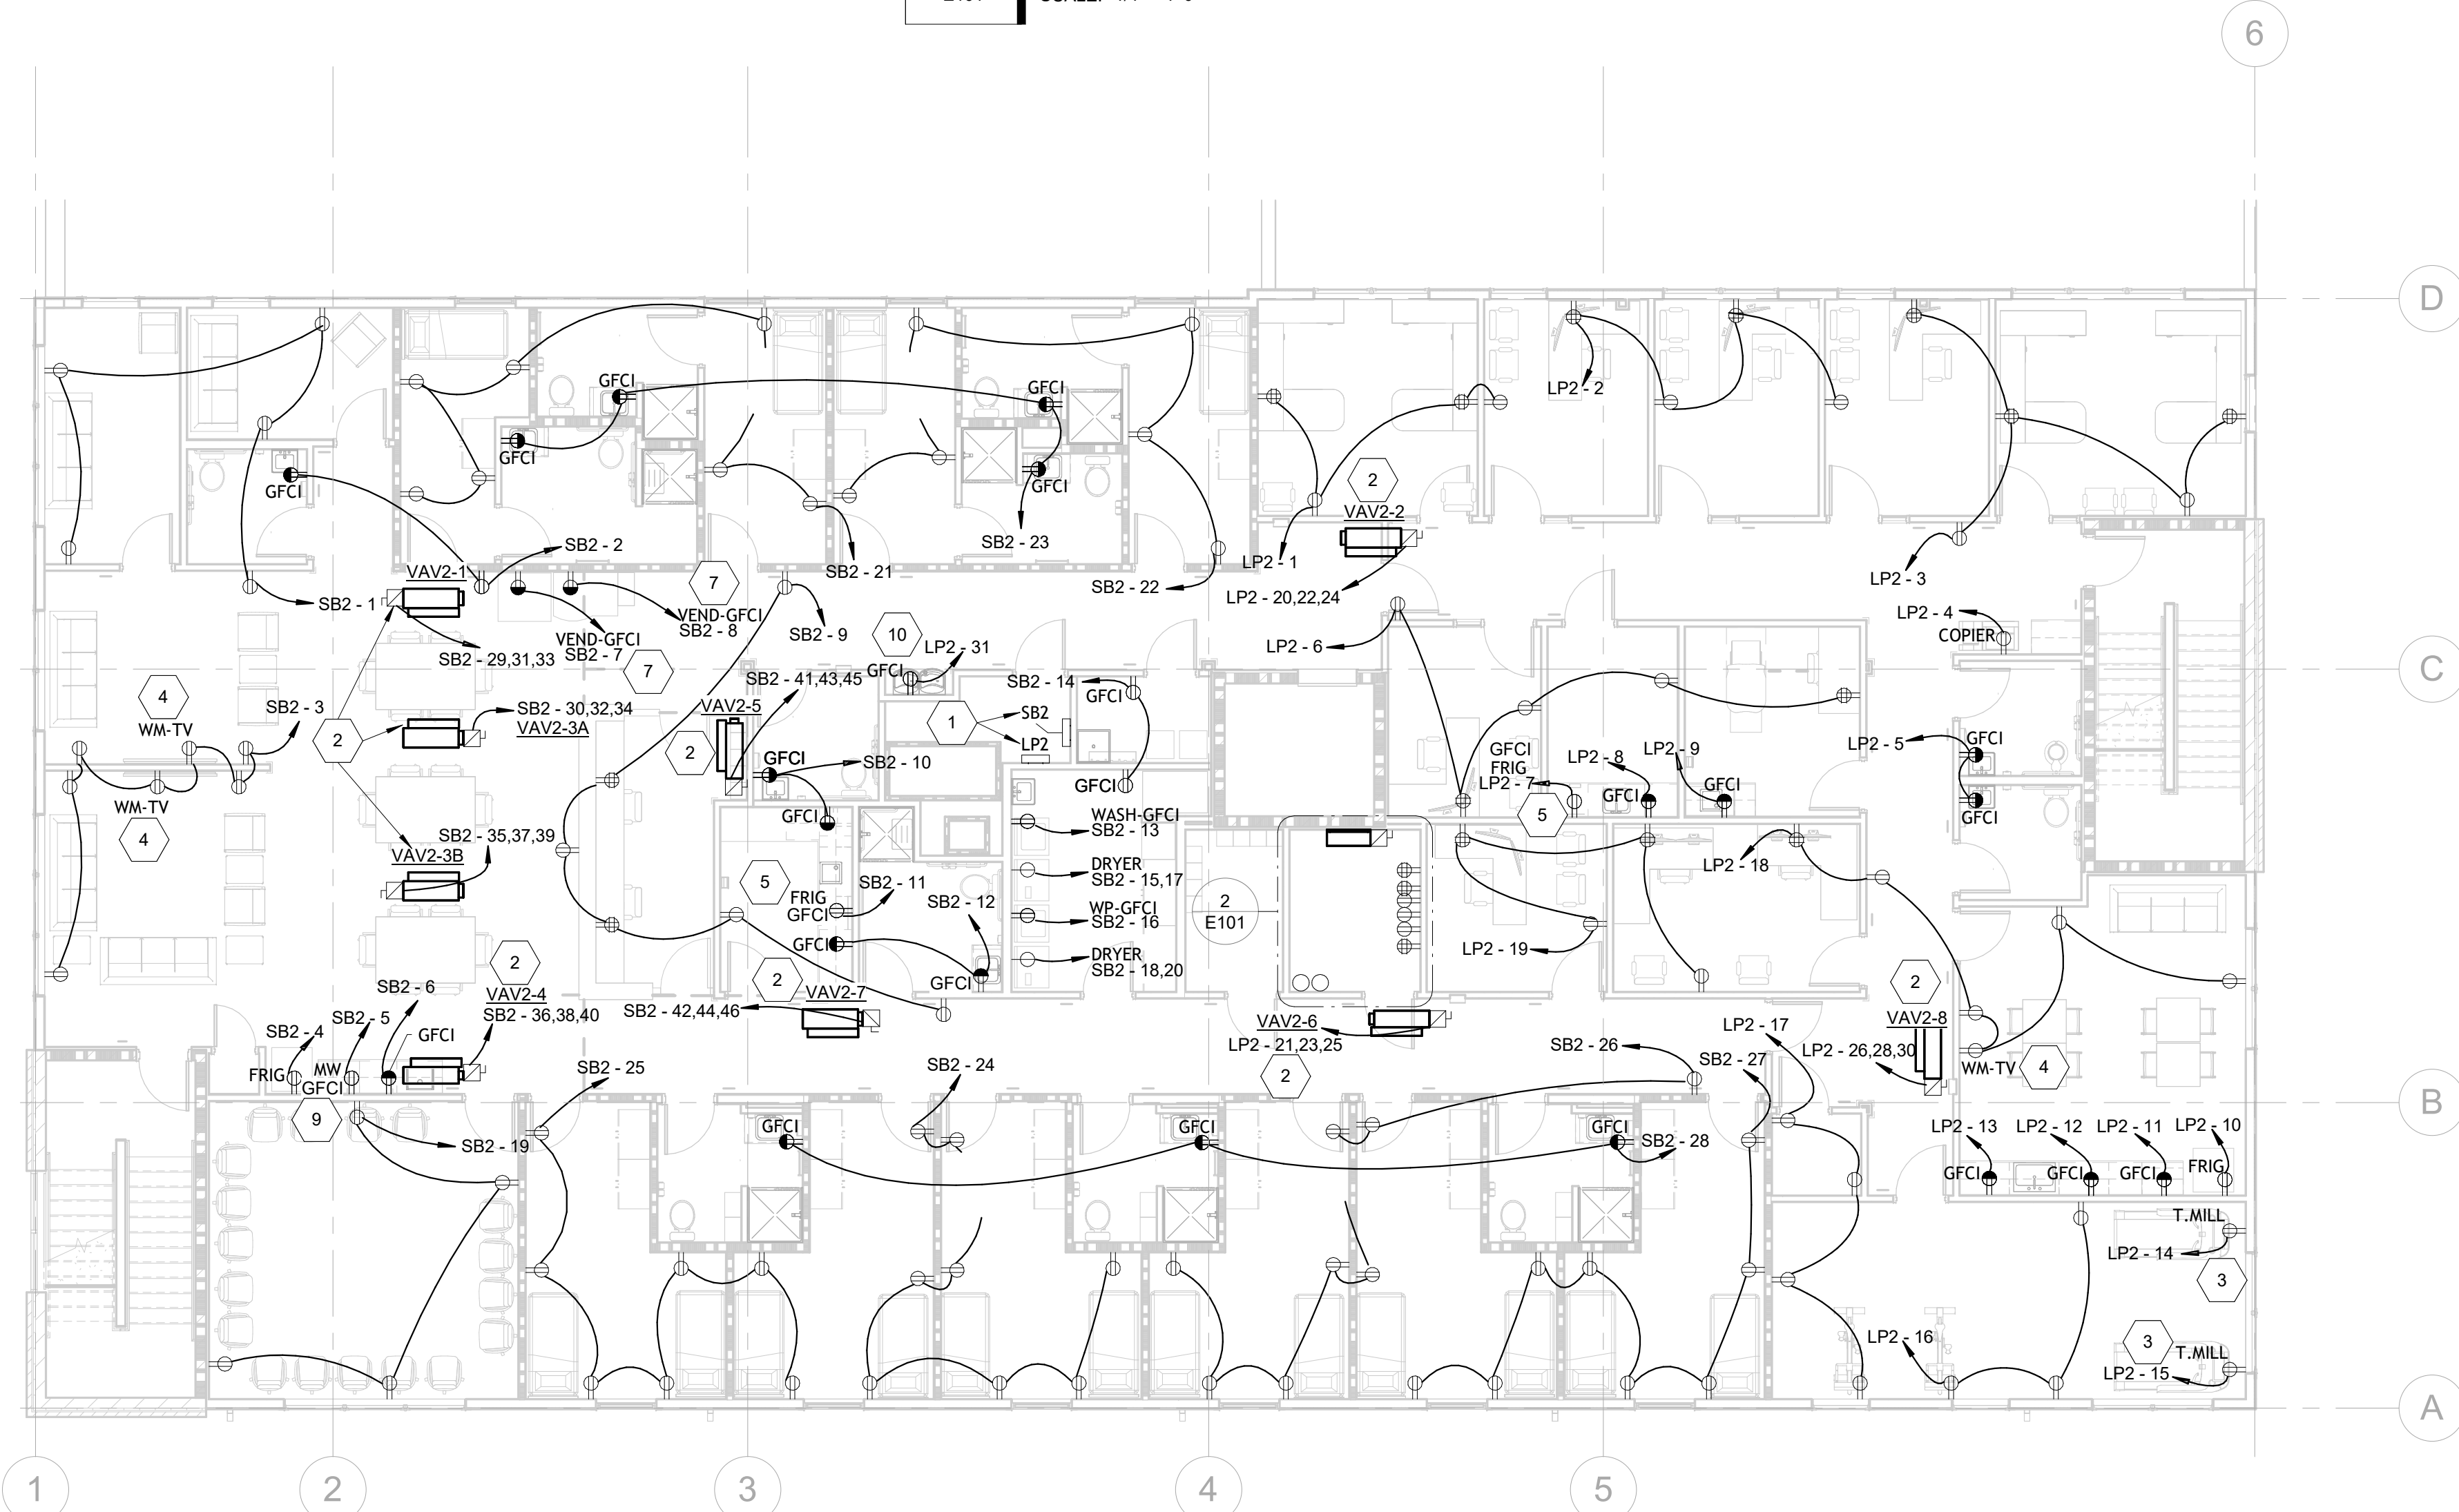 6
D
GFCI
GFCI
LP2 - 2
GFCI
GFCI
GFCI
2
VAV2-2
SB2 - 23
SB2 - 2
LP2 - 1
VAV2-1
7
SB2 - 21
SB2 - 22
LP2 - 3
SB2 - 1
LP2 - 20,22,24
VEND-GFCI
SB2 - 8
SB2 - 9
10
LP2 - 4
COPIER
VEND-GFCI
SB2 - 7
SB2 - 29,31,33
LP2 - 31
LP2 - 6
7
GFCI
C
SB2 - 41,43,45
SB2 - 14
GFCI
4
SB2 - 3
SB2 - 30,32,34
VAV2-3A
VAV2-5
1
SB2
LP2
WM-TV
2
2
GFCI
FRIG
LP2 - 7
LP2 - 8
LP2 - 9
LP2 - 5
GFCI
GFCI
SB2 - 10
GFCI
GFCI
GFCI
WM-TV
4
GFCI
WASH-GFCI
SB2 - 13
5
GFCI
SB2 - 35,37,39
VAV2-3B
DRYER
SB2 - 15,17
LP2 - 18
5
SB2 - 11
FRIG
GFCI
SB2 - 12
WP-GFCI
SB2 - 16
2
E101
GFCI
LP2 - 19
DRYER
SB2 - 18,20
2
2
GFCI
2
SB2 - 6
VAV2-4
SB2 - 36,38,40
VAV2-7
SB2 - 42,44,46
VAV2-6
LP2 - 21,23,25
LP2 - 17
VAV2-8
SB2 - 4
SB2 - 5
GFCI
SB2 - 26
LP2 - 26,28,30
SB2 - 25
SB2 - 24
SB2 - 27
FRIG
MW
GFCI
2
WM-TV
4
9
B
SB2 - 19
GFCI
GFCI
GFCI
SB2 - 28
LP2 - 13
LP2 - 12
LP2 - 11
LP2 - 10
GFCI
GFCI
GFCI
FRIG
T.MILL
LP2 - 14
3
LP2 - 16
3
T.MILL
LP2 - 15
A
1
2
3
4
5